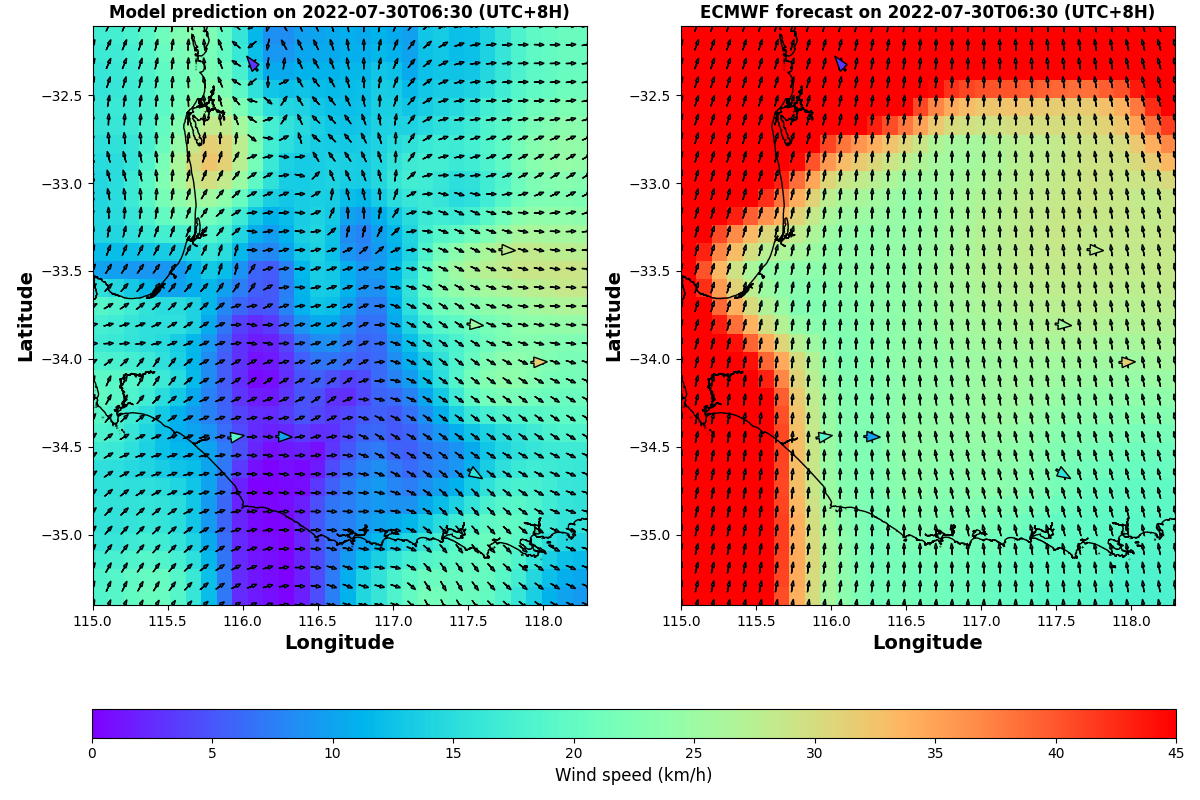 Model prediction on 2022-07-30T06:30 (UTC+8H)
ECMWF forecast on 2022-07-30T06:30 (UTC+8H)
Latitude
−32.5
−33.0
−33.5
−34.0
−34.5
−35.0
115.0 115.5 116.0 116.5 117.0 117.5 118.0
Longitude
Latitude
−32.5
−33.0
−33.5
−34.0
−34.5
−35.0
115.0 115.5 116.0 116.5 117.0 117.5 118.0
Longitude
0 5 10 15 20 25 30 35 40 45
Wind speed (km/h)